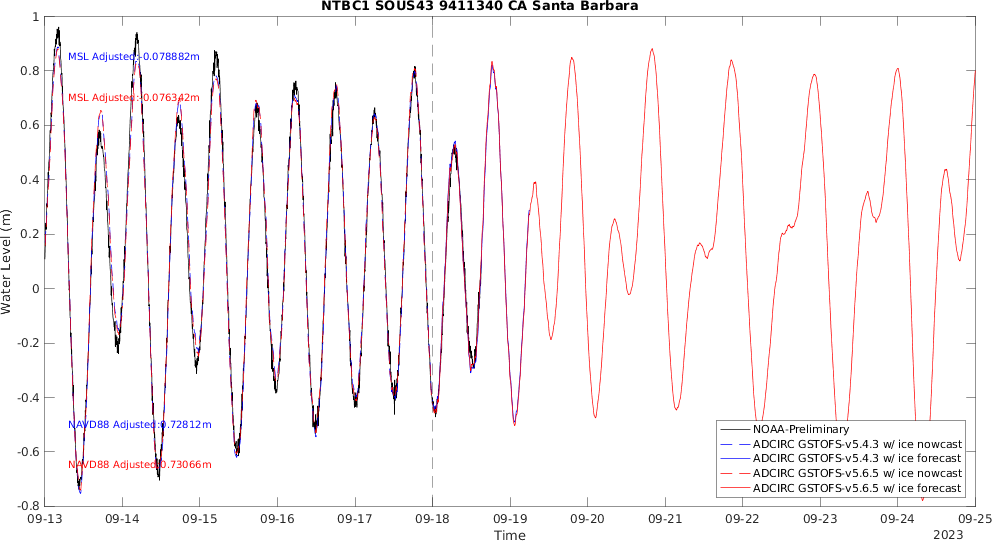 NTBC1 SOUS43 9411340 CA Santa Barbara
1
0.8
0.6
0.4
0.2
0
-0.2
-0.4
-0.6
-0.8
Water Level (m)
MSL Adjusted:-0.078882m
MSL Adjusted:-0.076342m
NAVD88 Adjusted:0.72812m
NAVD88 Adjusted:0.73066m
NOAA-Preliminary
ADCIRC GSTOFS-v5.4.3 w/ ice nowcast
ADCIRC GSTOFS-v5.4.3 w/ ice forecast
ADCIRC GSTOFS-v5.6.5 w/ ice nowcast
ADCIRC GSTOFS-v5.6.5 w/ ice forecast
09-13 09-14 09-15 09-16 09-17 09-18 09-19 09-20 09-21 09-22 09-23 09-24 09-25
Time
2023